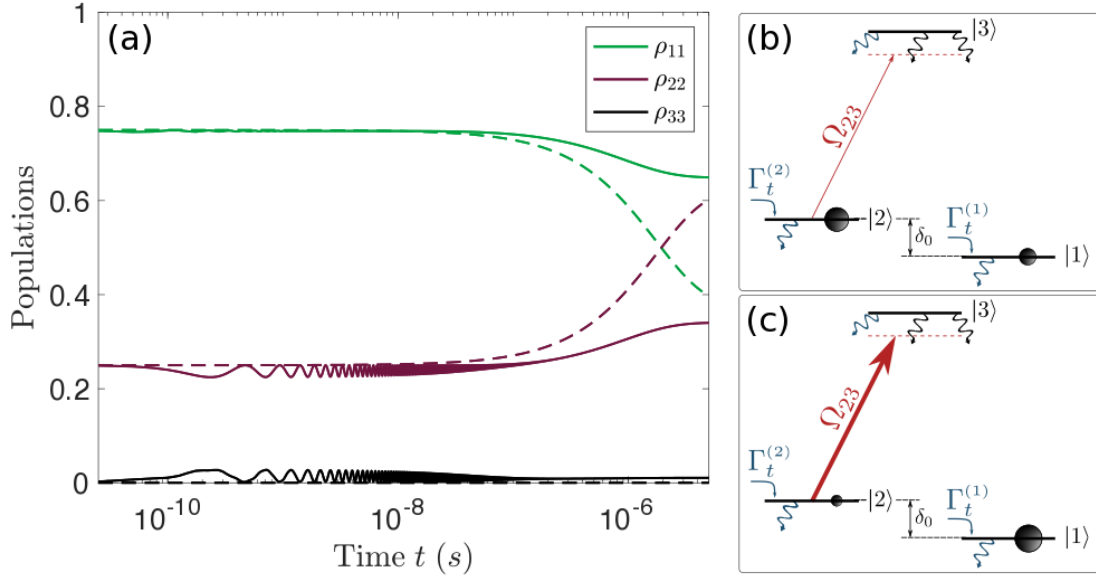 (a)
1
0.8
0.6
0.4
0.2
0
Populations
ρ₁₁
ρ₂₂
ρ₃₃
10⁻¹⁰
10⁻⁸
10⁻⁶
Time t (s)
(b)
|3⟩
Ω₂₃
Γₜ⁽²⁾
|2⟩
δ₀
Γₜ⁽¹⁾
|1⟩
(c)
|3⟩
Ω₂₃
Γₜ⁽²⁾
|2⟩
δ₀
Γₜ⁽¹⁾
|1⟩